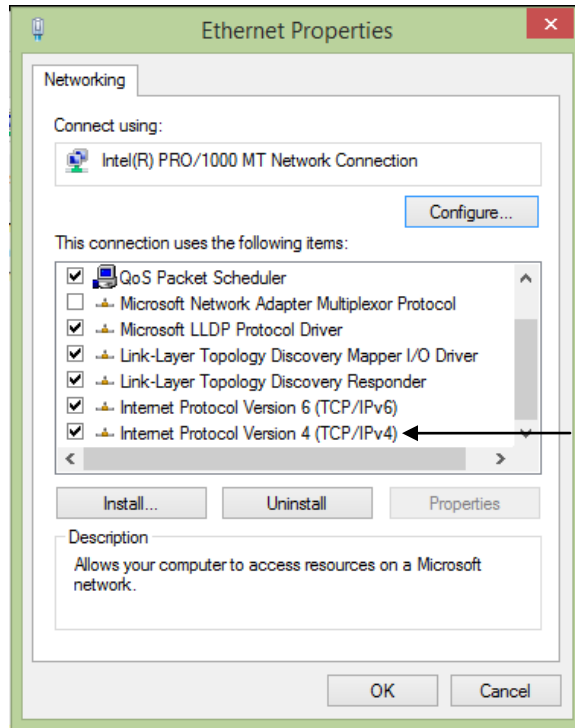 Ethernet Properties
Networking
Connect using:
Intel(R) PRO/1000 MT Network Connection
Configure...
This connection uses the following items:
QoS Packet Scheduler
Microsoft Network Adapter Multiplexor Protocol
Microsoft LLDP Protocol Driver
Link-Layer Topology Discovery Mapper I/O Driver
Link-Layer Topology Discovery Responder
Internet Protocol Version 6 (TCP/IPv6)
Internet Protocol Version 4 (TCP/IPv4)
Install... Uninstall Properties
Description
Allows your computer to access resources on a Microsoft
network.
OK Cancel